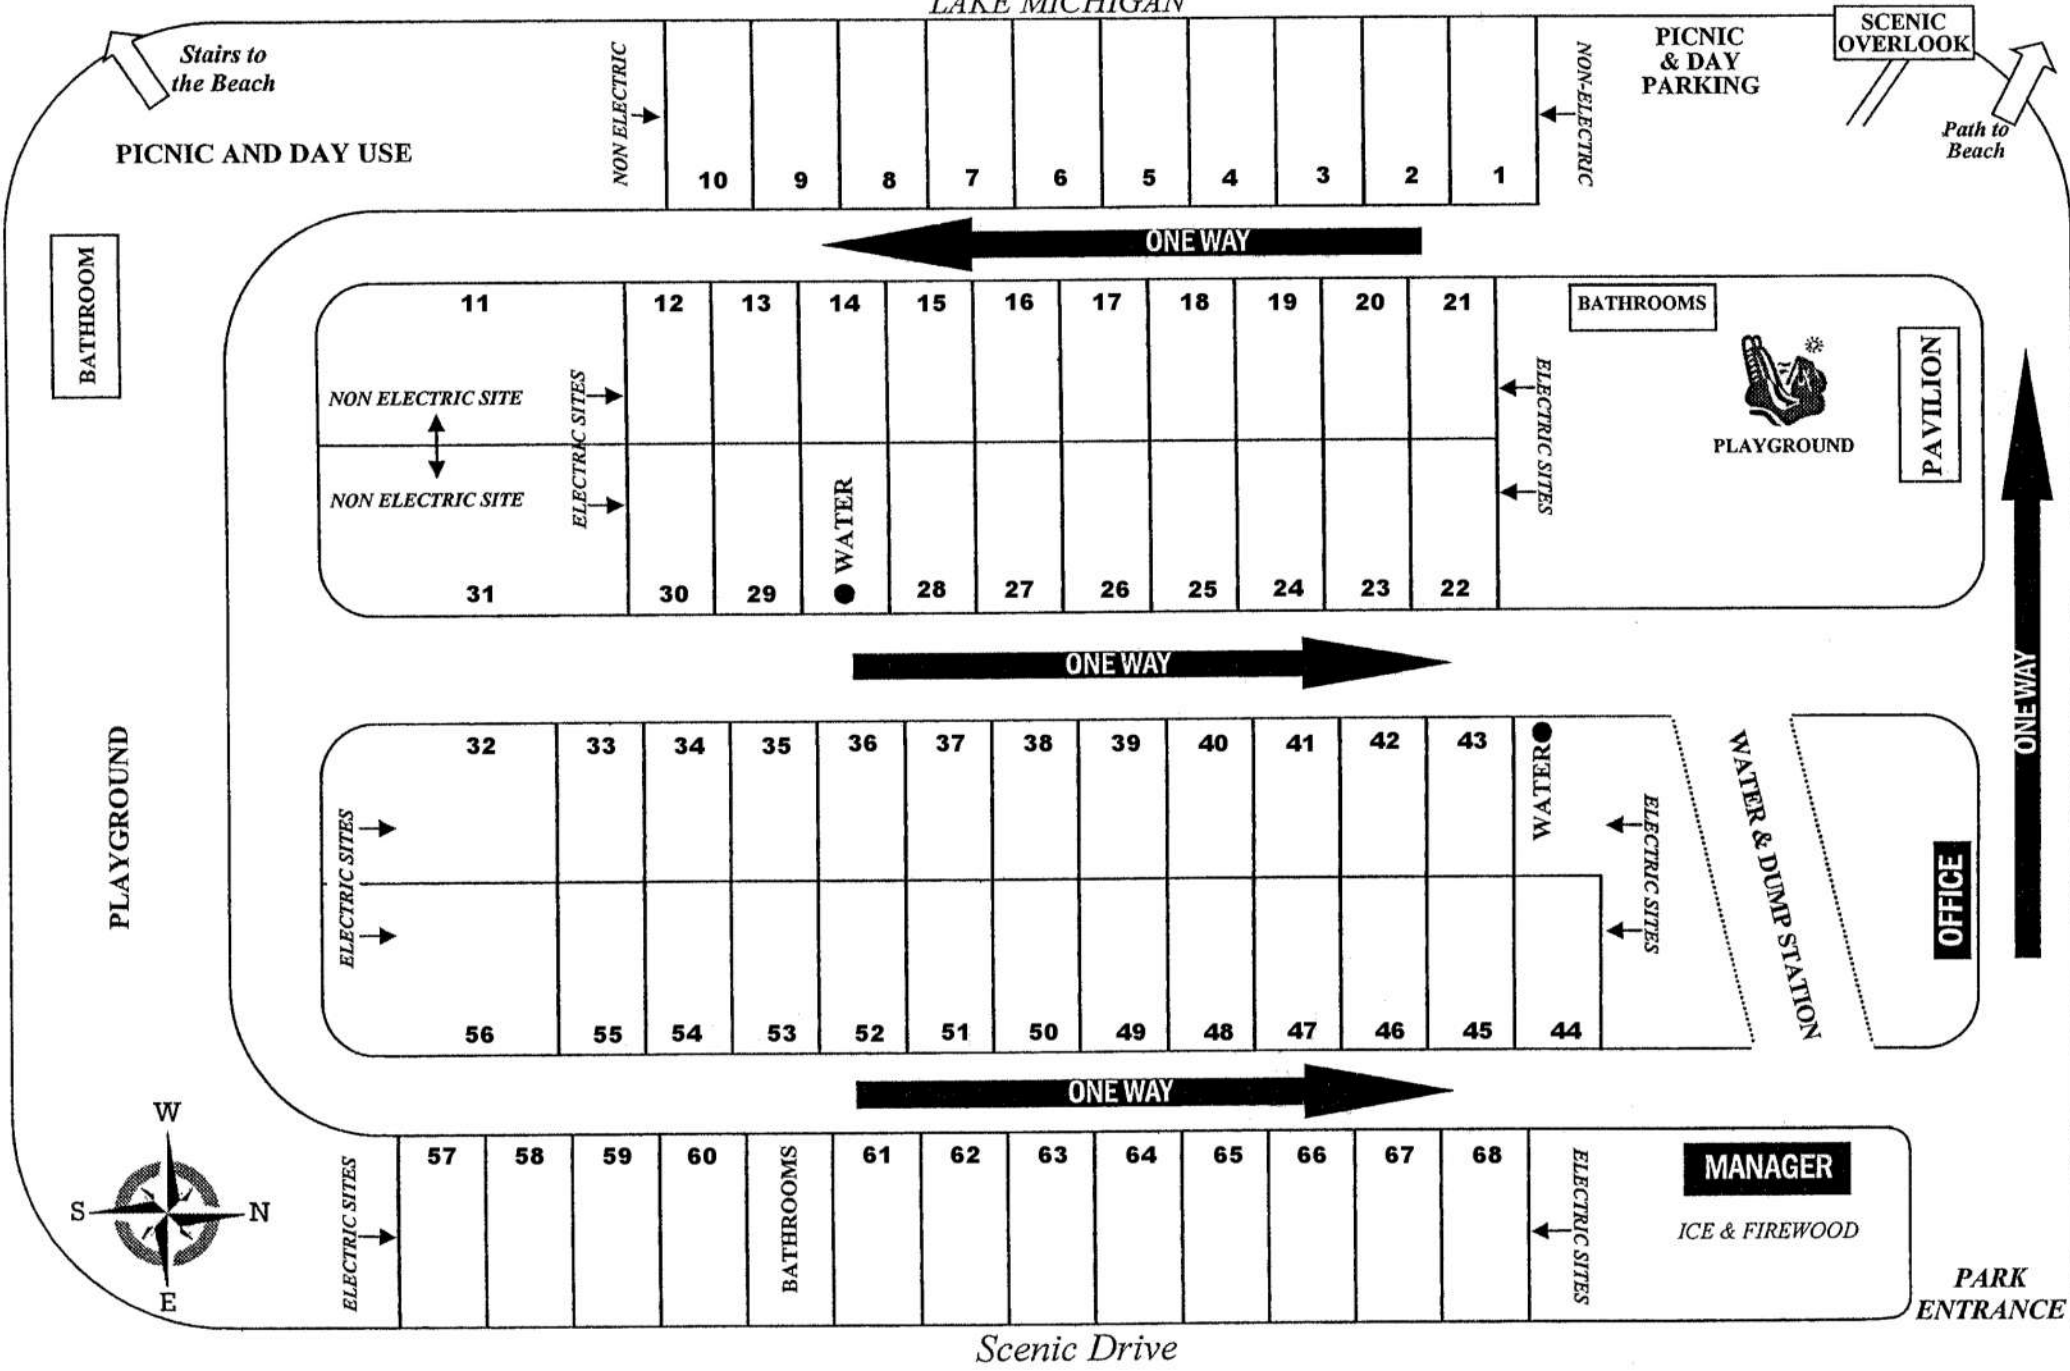 LAKE MICHIGAN
Stairs to
the Beach
PICNIC AND DAY USE
NON ELECTRIC
10 9 8 7 6 5 4 3 2 1
NON-ELECTRIC
PICNIC
& DAY
PARKING
SCENIC
OVERLOOK
Path to
Beach
BATHROOM
ONE WAY
11 12 13 14 15 16 17 18 19 20 21
BATHROOMS
NON ELECTRIC SITE
NON ELECTRIC SITE
ELECTRIC SITES
WATER
ELECTRIC SITES
PLAYGROUND
PAVILION
31 30 29 28 27 26 25 24 23 22
ONE WAY
ONE WAY
PLAYGROUND
32 33 34 35 36 37 38 39 40 41 42 43
WATER
ELECTRIC SITES
ELECTRIC SITES
WATER & DUMP STATION
OFFICE
56 55 54 53 52 51 50 49 48 47 46 45 44
ONE WAY
W
S N
E
ELECTRIC SITES
57 58 59 60
BATHROOMS
61 62 63 64 65 66 67 68
ELECTRIC SITES
MANAGER
ICE & FIREWOOD
PARK
ENTRANCE
Scenic Drive